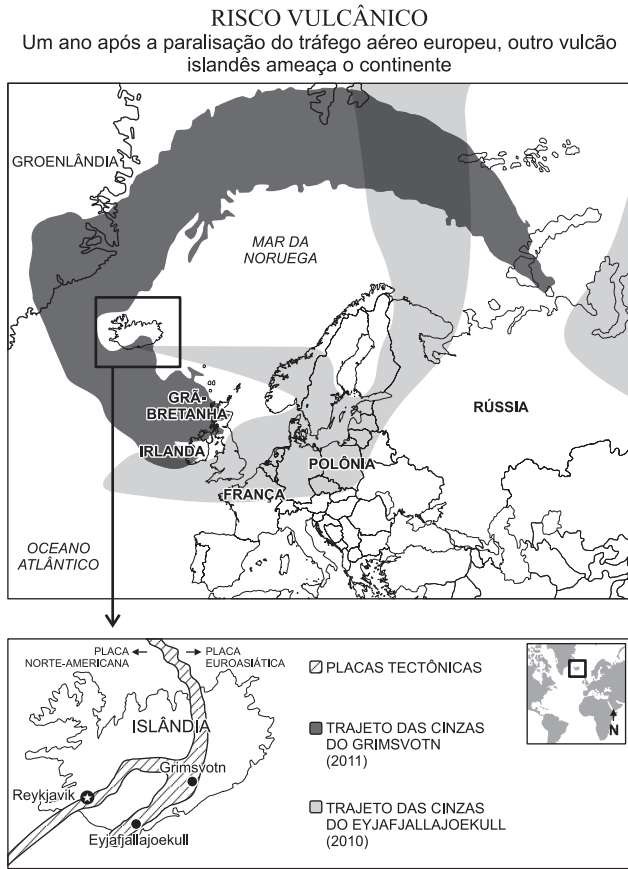 RISCO VULCÂNICO
Um ano após a paralisação do tráfego aéreo europeu, outro vulcão
islandês ameaça o continente
GROENLÂNDIA
MAR DA
NORUEGA
GRÃ-
BRETANHA
IRLANDA
RÚSSIA
POLÔNIA
FRANÇA
OCEANO
ATLÂNTICO
PLACA
NORTE-AMERICANA
PLACA
EUROASIÁTICA
ISLÂNDIA
Grimsvotn
Reykjavik
Eyjafjallajoekull
PLACAS TECTÔNICAS
TRAJETO DAS CINZAS
DO GRIMSVOTN
(2011)
TRAJETO DAS CINZAS
DO EYJAFJALLAJOEKULL
(2010)
N